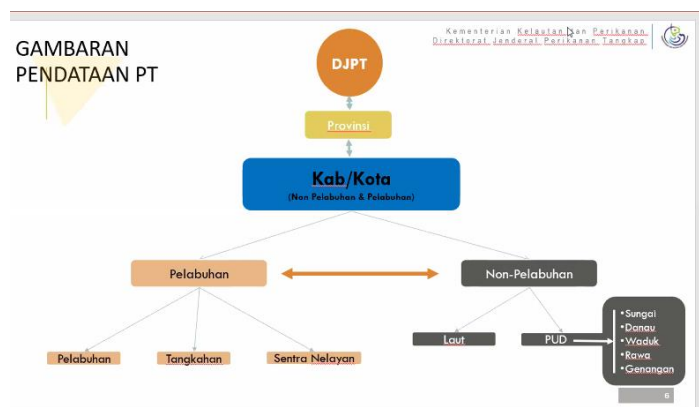 Kementerian Kelautan dan Perikanan
Direktorat Jenderal Perikanan Tangkap
GAMBARAN
PENDATAAN PT
DJPT
Provinsi
Kab/Kota
(Non Pelabuhan & Pelabuhan)
Pelabuhan
Non-Pelabuhan
Pelabuhan
Tangkahan
Sentra Nelayan
Laut
PUD
•Sungai
•Danau
•Waduk
•Rawa
•Genangan
6